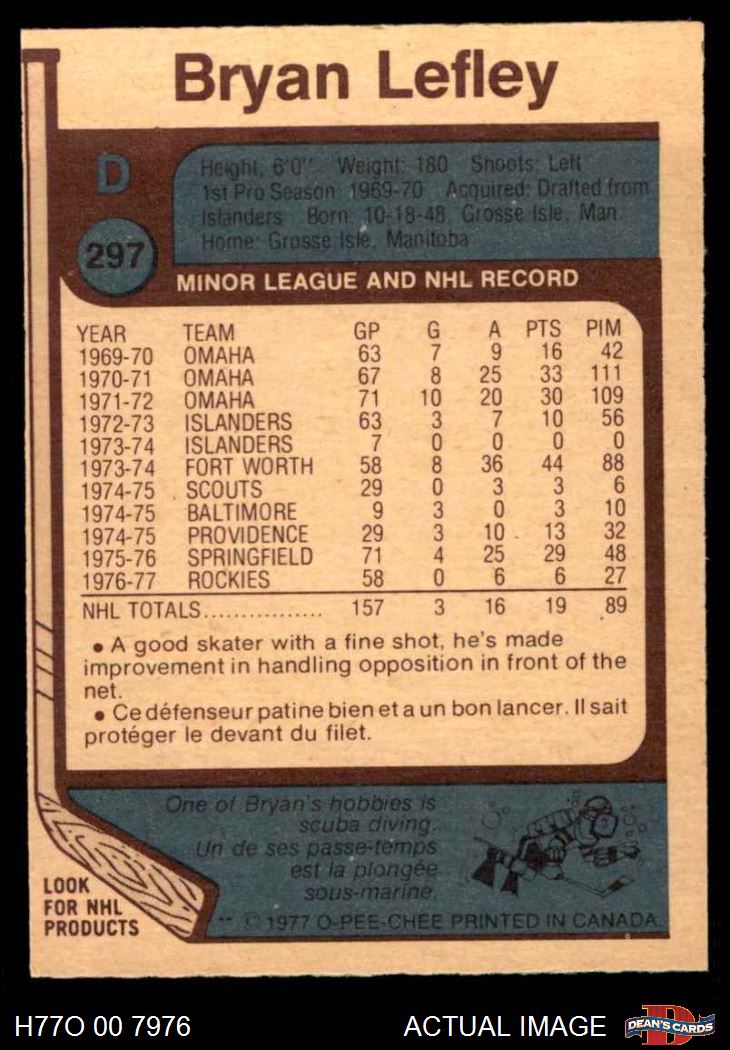 Bryan Lefley
D
297
Height: 6'0" Weight: 180 Shoots: Left
1st Pro Season 1969-70 Acquired: Drafted from
Islanders Born: 10-18-48, Grosse Isle, Man.
Home: Grosse Isle, Manitoba
MINOR LEAGUE AND NHL RECORD
YEAR TEAM GP G A PTS PIM
1969-70 OMAHA 63 7 9 16 42
1970-71 OMAHA 67 8 25 33 111
1971-72 OMAHA 71 10 20 30 109
1972-73 ISLANDERS 63 3 7 10 56
1973-74 ISLANDERS 7 0 0 0 0
1973-74 FORT WORTH 58 8 36 44 88
1974-75 SCOUTS 29 0 3 3 6
1974-75 BALTIMORE 9 3 0 3 10
1974-75 PROVIDENCE 29 3 10 13 32
1975-76 SPRINGFIELD 71 4 25 29 48
1976-77 ROCKIES 58 0 6 6 27
NHL TOTALS................ 157 3 16 19 89
• A good skater with a fine shot, he's made
improvement in handling opposition in front of the
net.
• Ce défenseur patine bien et a un bon lancer. Il sait
protéger le devant du filet.
One of Bryan's hobbies is
scuba diving.
Un de ses passe-temps
est la plongée
sous-marine.
LOOK
FOR NHL
PRODUCTS
** © 1977 O-PEE-CHEE PRINTED IN CANADA.
H77O 00 7976
ACTUAL IMAGE
D
DEAN'S CARDS